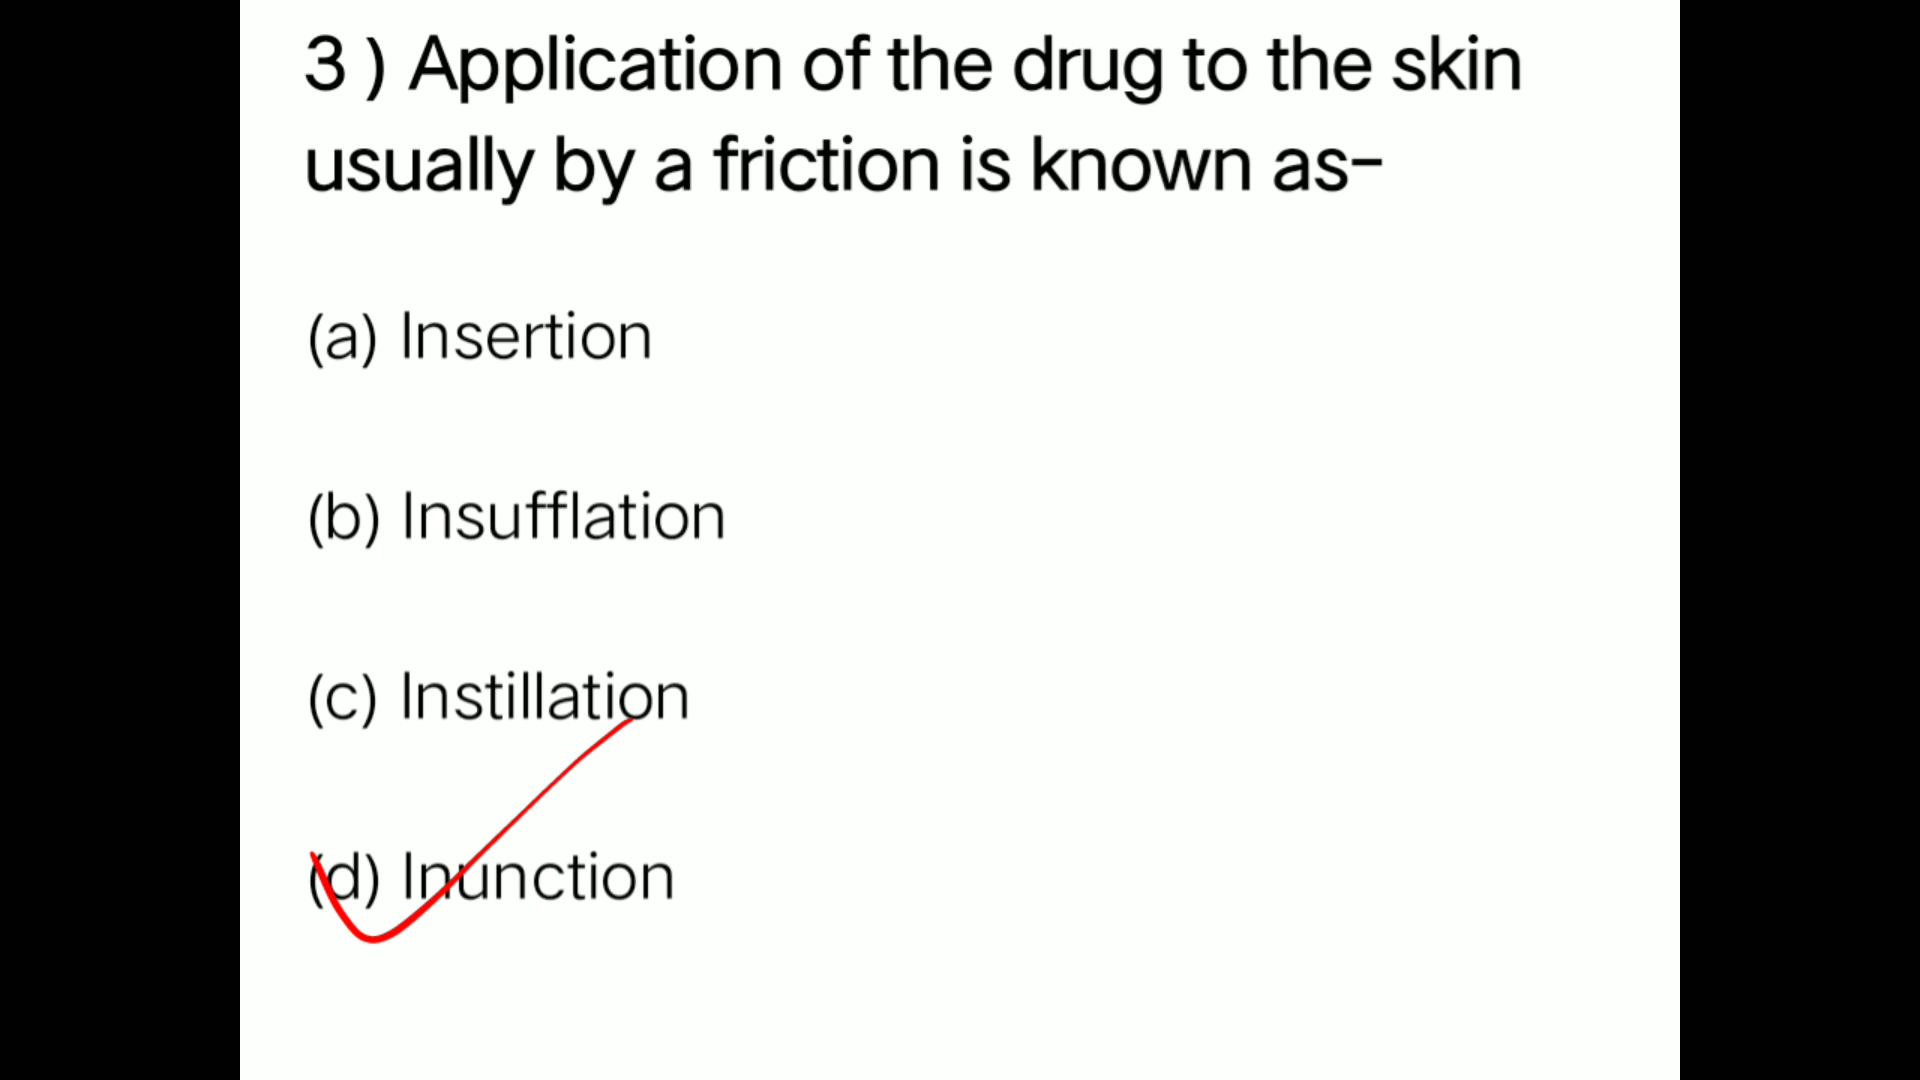 3 ) Application of the drug to the skin
usually by a friction is known as-
(a) Insertion
(b) Insufflation
(c) Instillation
(d) Inunction